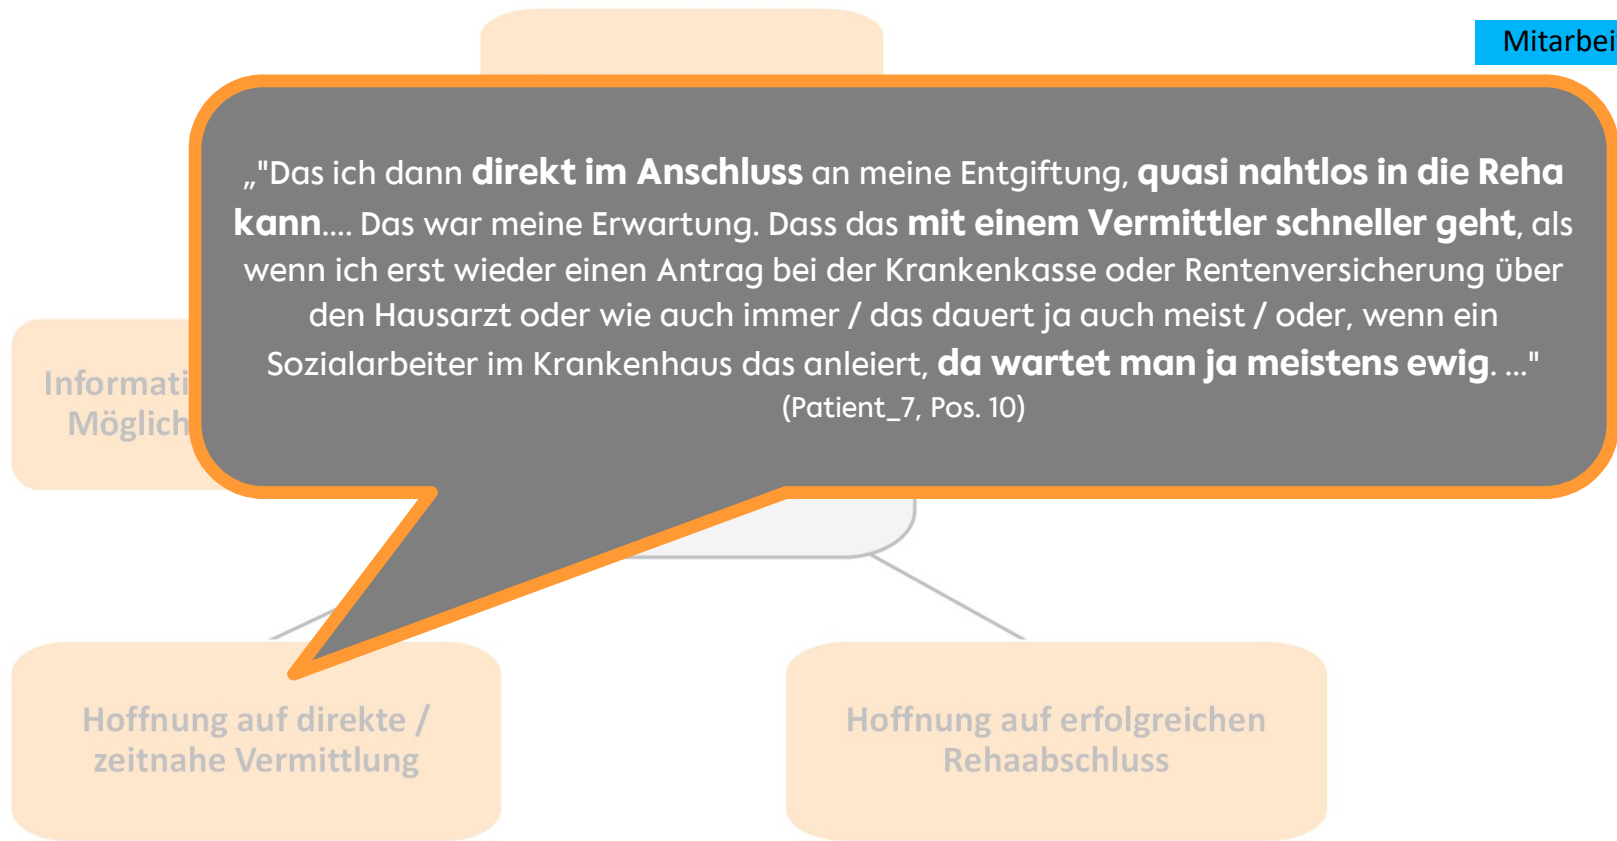 Mitarbei
„"Das ich dann direkt im Anschluss an meine Entgiftung, quasi nahtlos in die Reha
kann.... Das war meine Erwartung. Dass das mit einem Vermittler schneller geht, als
wenn ich erst wieder einen Antrag bei der Krankenkasse oder Rentenversicherung über
den Hausarzt oder wie auch immer / das dauert ja auch meist / oder, wenn ein
Sozialarbeiter im Krankenhaus das anleiert, da wartet man ja meistens ewig. ..."
(Patient_7, Pos. 10)
Informati
Möglich
Hoffnung auf direkte /
zeitnahe Vermittlung
Hoffnung auf erfolgreichen
Rehaabschluss